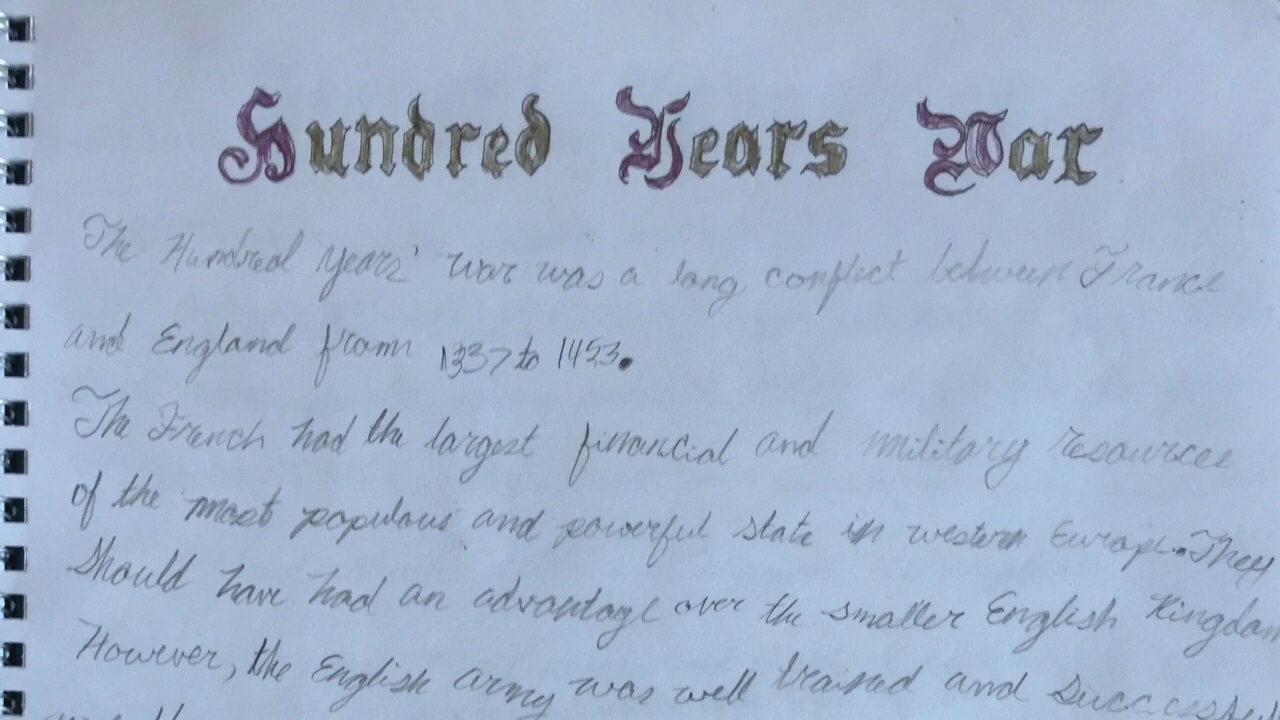 Hundred Years War
The Hundred years' war was a long conflict between France
and England from 1337 to 1453.
The French had the largest financial and military resources
of the most populous and powerful state in western Europe. They
Should have had an advantage over the smaller English Kingdom
However, the English army was well trained and successful